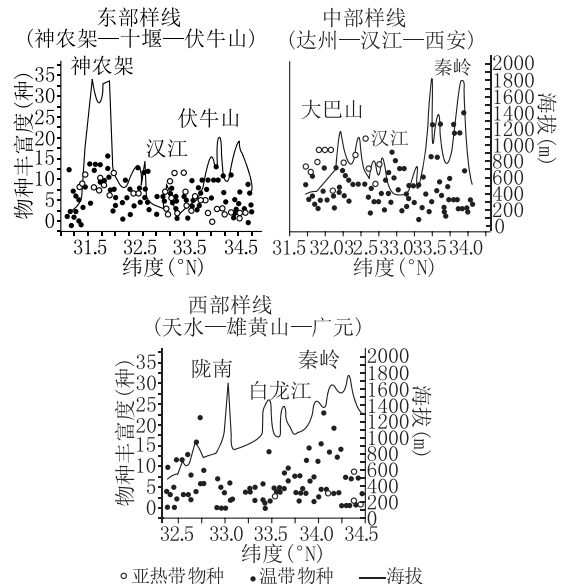 东部样线
(神农架—十堰—伏牛山)
神农架
伏牛山
汉江
物种丰富度(种)
35
30
25
20
15
10
5
0
31.5 32.5 33.5 34.5
纬度(°N)
中部样线
(达州—汉江—西安)
秦岭
大巴山
汉江
海拔(m)
2000
1800
1600
1400
1200
1000
800
600
400
200
0
31.5 32.0 32.5 33.0 33.5 34.0
纬度(°N)
西部样线
(天水—雄黄山—广元)
陇南
秦岭
白龙江
物种丰富度(种)
35
30
25
20
15
10
5
0
海拔(m)
2000
1800
1600
1400
1200
1000
800
600
400
200
0
32.5 33.0 33.5 34.0 34.5
纬度(°N)
亚热带物种 温带物种 海拔